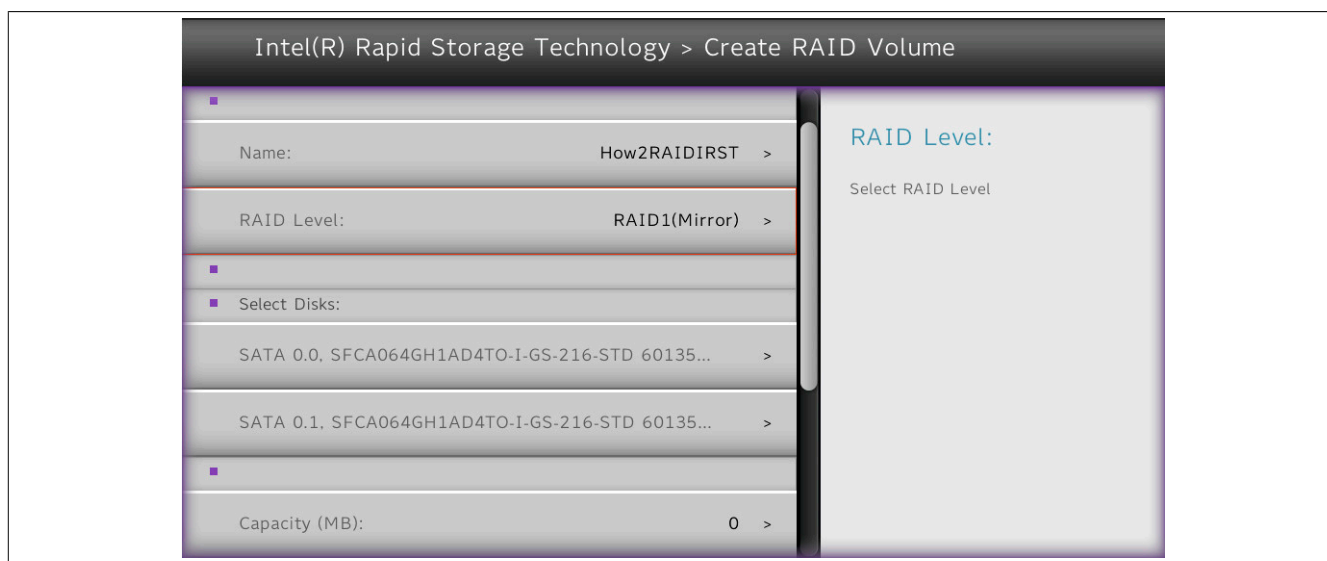 Intel(R) Rapid Storage Technology > Create RAID Volume
Name: How2RAIDIRST >
RAID Level: RAID1(Mirror) >
Select Disks:
SATA 0.0, SFCA064GH1AD4TO-I-GS-216-STD 60135... >
SATA 0.1, SFCA064GH1AD4TO-I-GS-216-STD 60135... >
Capacity (MB): 0 >
RAID Level:
Select RAID Level